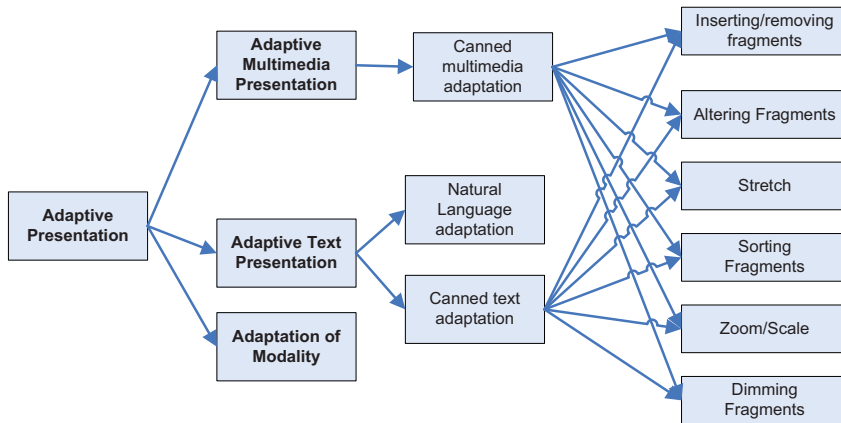 Adaptive
Presentation
Adaptive
Multimedia
Presentation
Adaptive Text
Presentation
Adaptation of
Modality
Canned
multimedia
adaptation
Natural
Language
adaptation
Canned text
adaptation
Inserting/removing
fragments
Altering Fragments
Stretch
Sorting
Fragments
Zoom/Scale
Dimming
Fragments